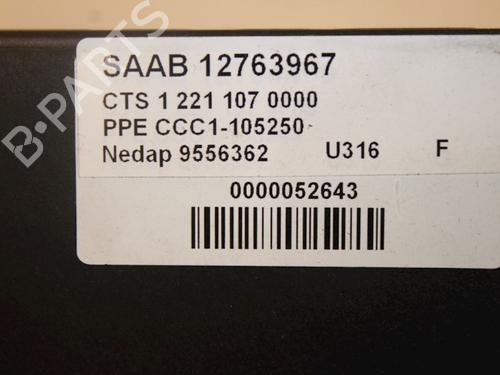 SAAB 12763967
CTS 1 221 107 0000
PPE CCC1-105250
Nedap 9556362 U316 F
0000052643
B-PARTS